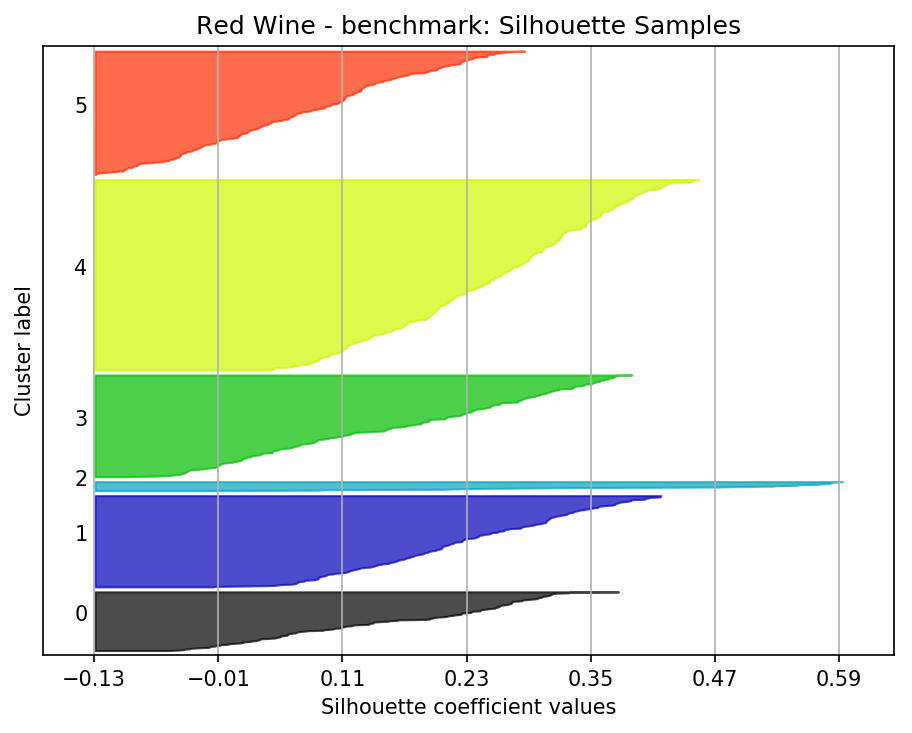 Red Wine - benchmark: Silhouette Samples
5
4
3
2
1
0
Cluster label
−0.13 −0.01 0.11 0.23 0.35 0.47 0.59
Silhouette coefficient values